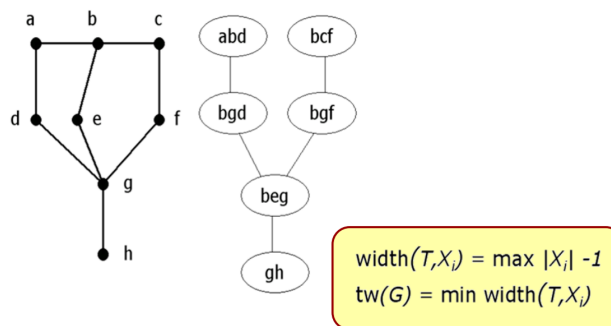 a b c
abd bcf
d e f
bgd bgf
g
beg
h
gh
width(T,Xᵢ) = max |Xᵢ| -1
tw(G) = min width(T,Xᵢ)